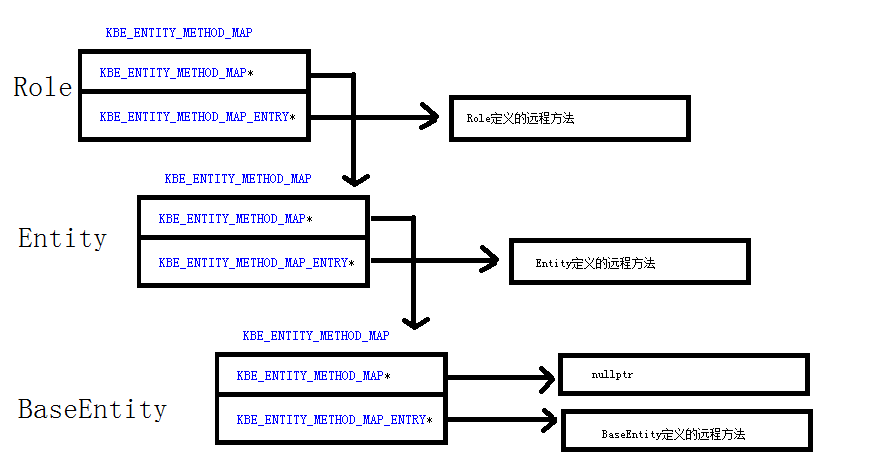 KBE_ENTITY_METHOD_MAP
Role
KBE_ENTITY_METHOD_MAP*
KBE_ENTITY_METHOD_MAP_ENTRY*
Role定义的远程方法
KBE_ENTITY_METHOD_MAP
Entity
KBE_ENTITY_METHOD_MAP*
KBE_ENTITY_METHOD_MAP_ENTRY*
Entity定义的远程方法
KBE_ENTITY_METHOD_MAP
BaseEntity
KBE_ENTITY_METHOD_MAP*
nullptr
KBE_ENTITY_METHOD_MAP_ENTRY*
BaseEntity定义的远程方法